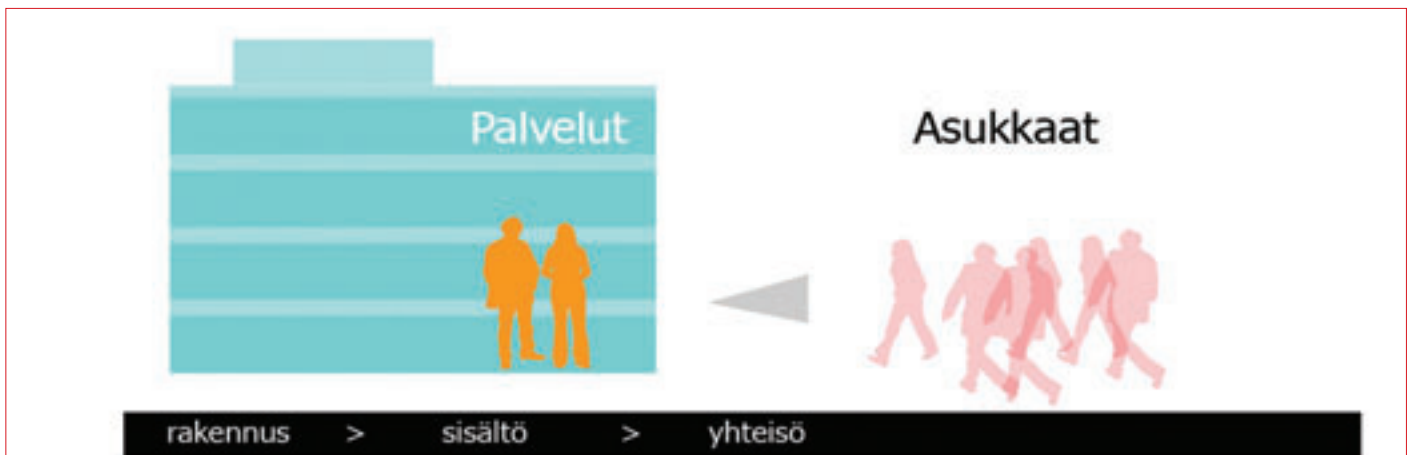 Palvelut
Asukkaat
rakennus > sisältö > yhteisö